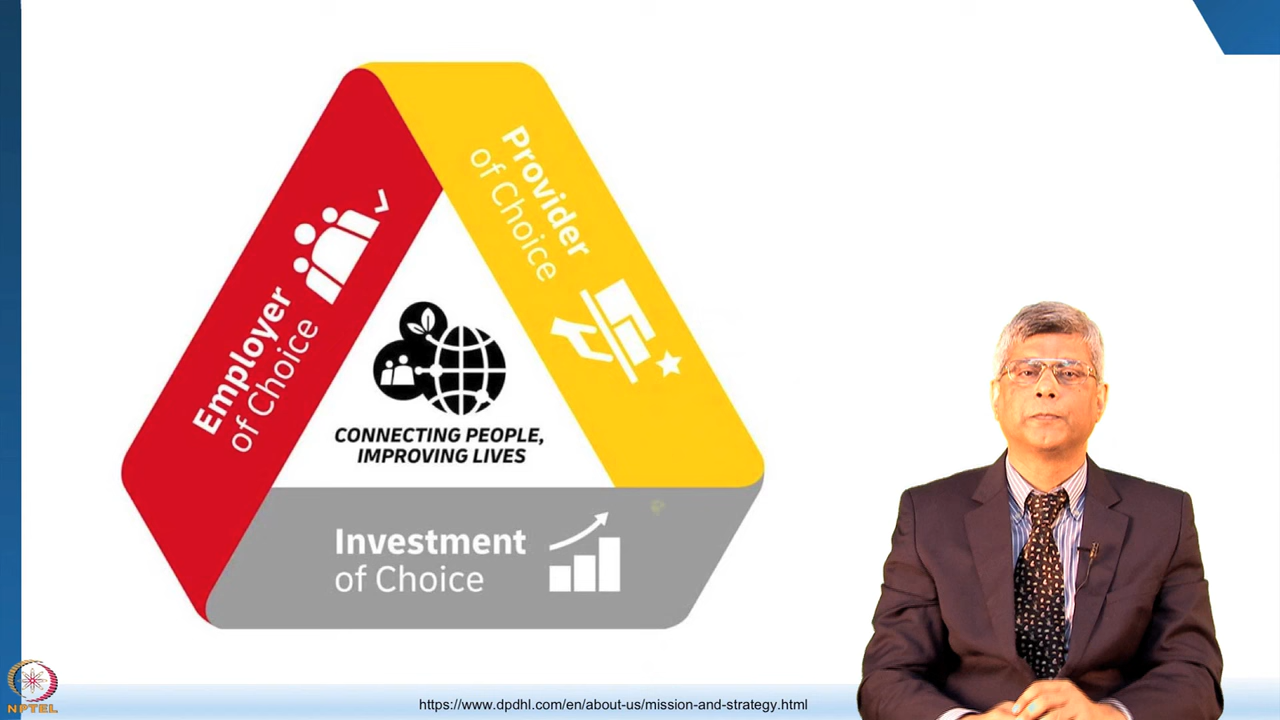 Provider
of Choice
Employer
of Choice
CONNECTING PEOPLE,
IMPROVING LIVES
Investment
of Choice
NPTEL
https://www.dpdhl.com/en/about-us/mission-and-strategy.html